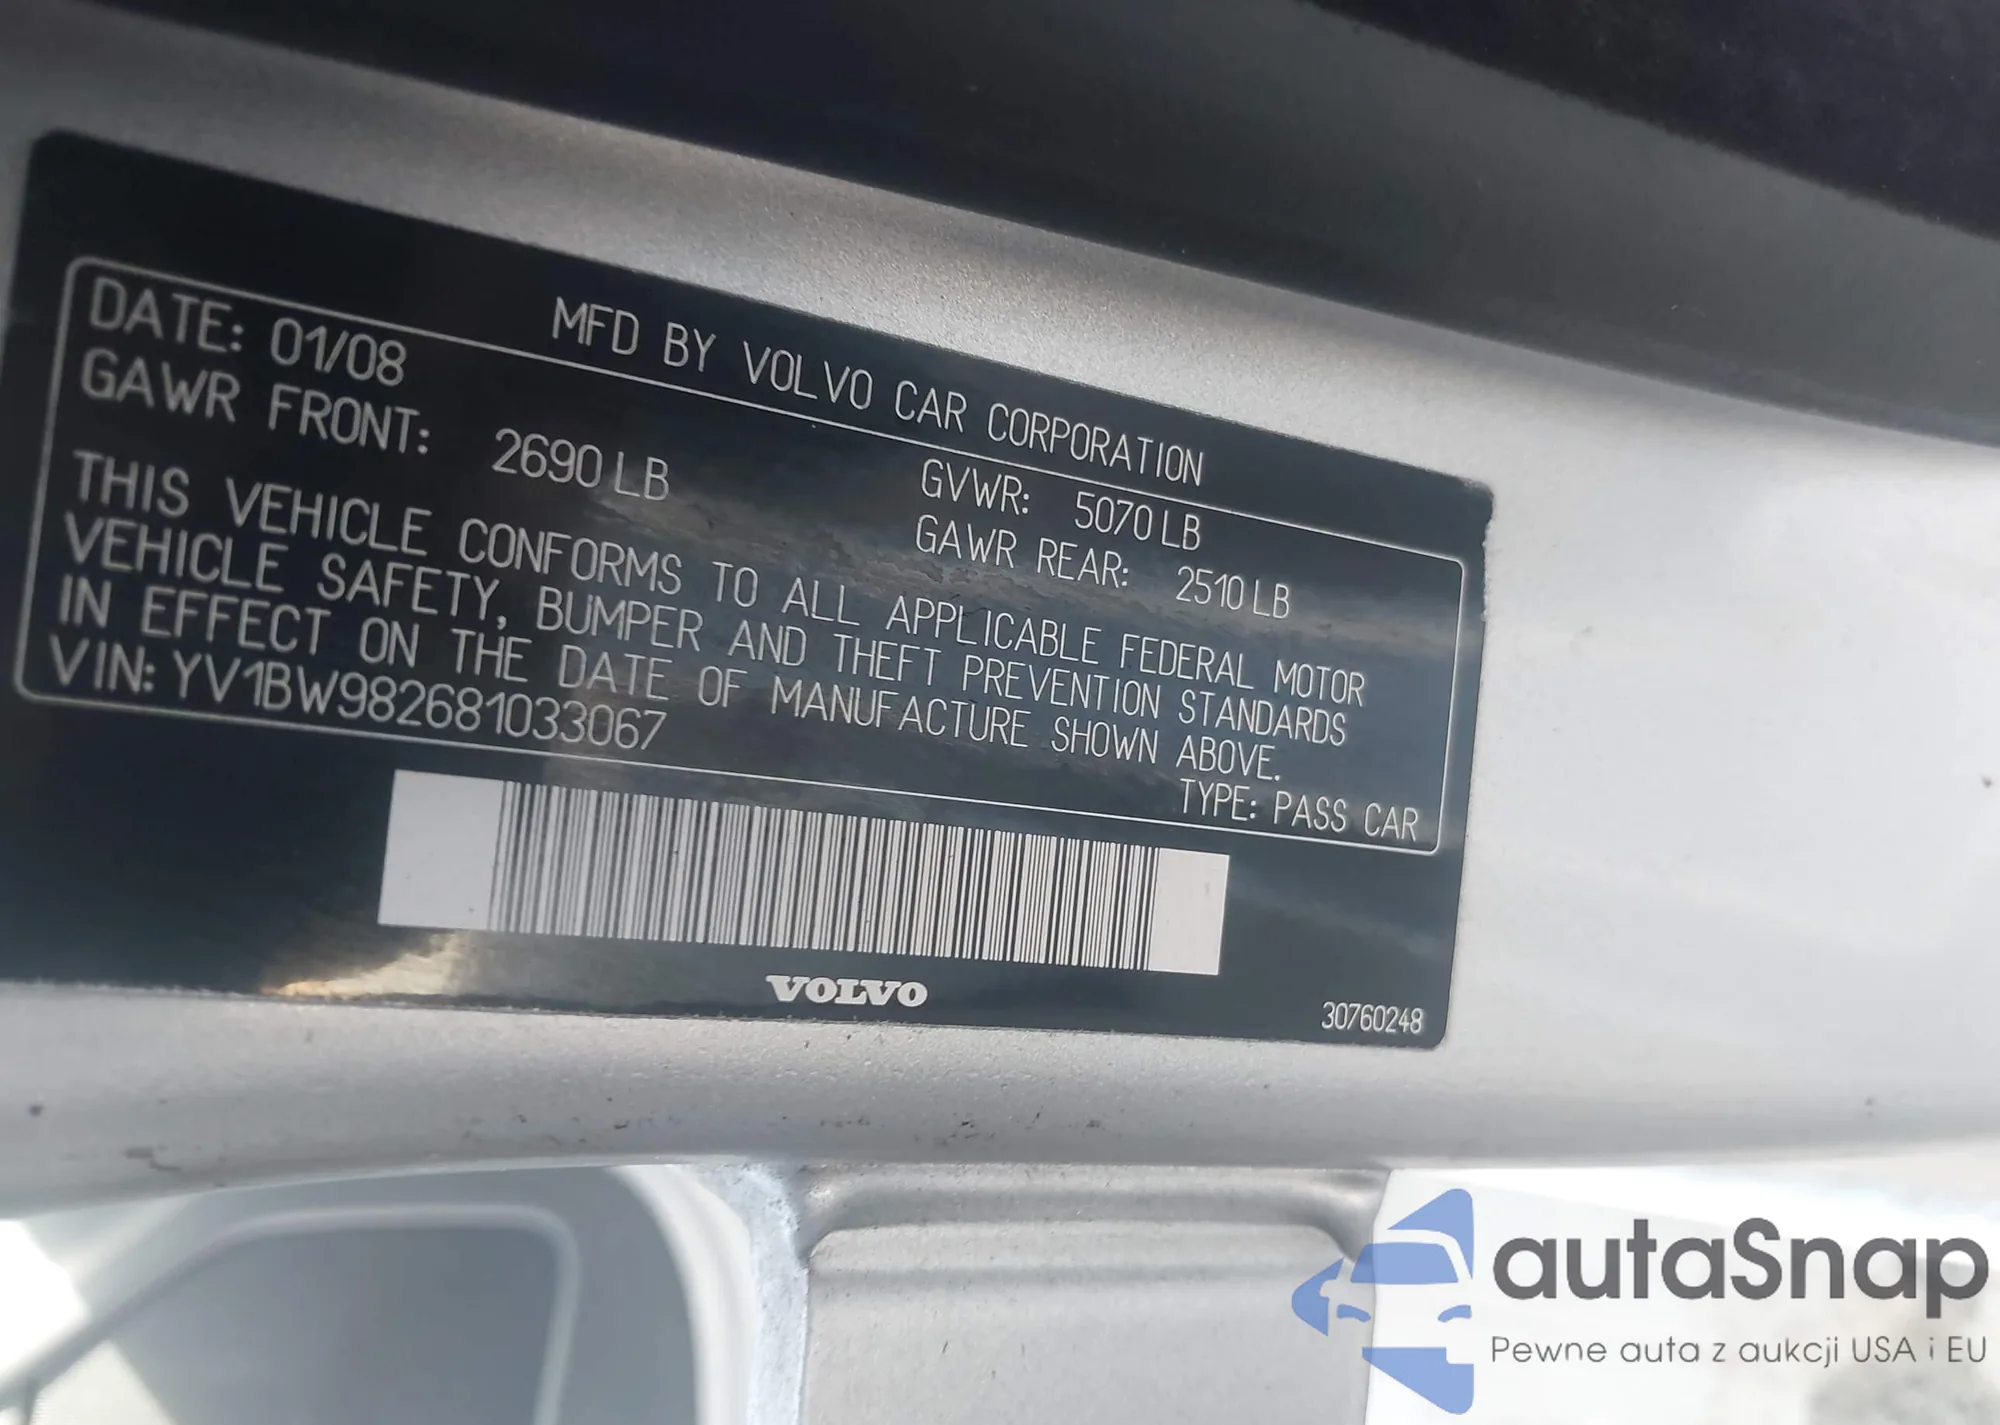 MFD BY VOLVO CAR CORPORATION
DATE: 01/08
GVWR: 5070 LB
GAWR FRONT: 2690 LB
GAWR REAR: 2510 LB
THIS VEHICLE CONFORMS TO ALL APPLICABLE FEDERAL MOTOR
VEHICLE SAFETY, BUMPER AND THEFT PREVENTION STANDARDS
IN EFFECT ON THE DATE OF MANUFACTURE SHOWN ABOVE.
VIN: YV1BW982681033067
TYPE: PASS CAR
VOLVO
30760248
autaSnap
Pewne auta z aukcji USA i EU